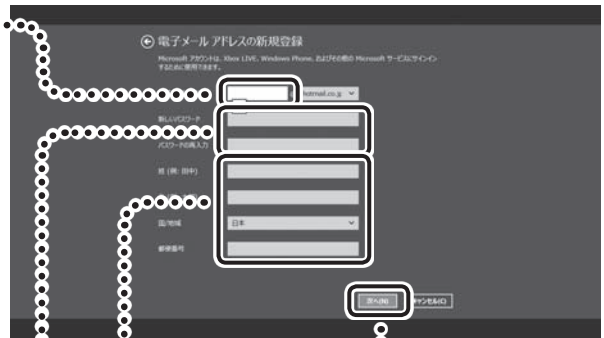 電子メール アドレスの新規登録
Microsoft アカウントは、Xbox LIVE、Windows Phone、およびその他の Microsoft サービスにサインイン
するために使用できます。
hotmail.co.jp
新しいパスワード
パスワードの再入力
姓 (例: 田中)
国/地域
日本
郵便番号
次へ(N)
キャンセル(C)